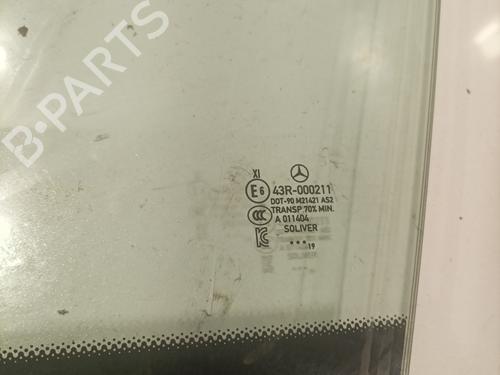 B-PARTS
XI
E6 43R-000211
DOT-90 M21421 AS2
TRANSP 70% MIN.
A 011404
SOLIVER
•••19